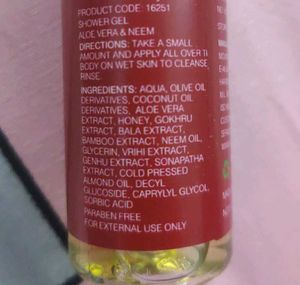 PRODUCT CODE : 16251
SHOWER GEL
ALOE VERA & NEEM
DIRECTIONS: TAKE A SMALL
AMOUNT AND APPLY ALL OVER T
BODY ON WET SKIN TO CLEANSE,
RINSE.
INGREDIENTS: AQUA, OLIVE OIL
DERIVATIVES, COCONUT OIL
DERIVATIVES, ALOE VERA
EXTRACT, HONEY, GOKHRU
EXTRACT, BALA EXTRACT,
BAMBOO EXTRACT, NEEM OIL,
GLYCERIN, VRIHI EXTRACT,
GENHU EXTRACT, SONAPATHA
EXTRACT, COLD PRESSED
ALMOND OIL, DECYL
GLUCOSIDE, CAPRYLYL GLYCOL,
SORBIC ACID
PARABEN FREE
FOR EXTERNAL USE ONLY